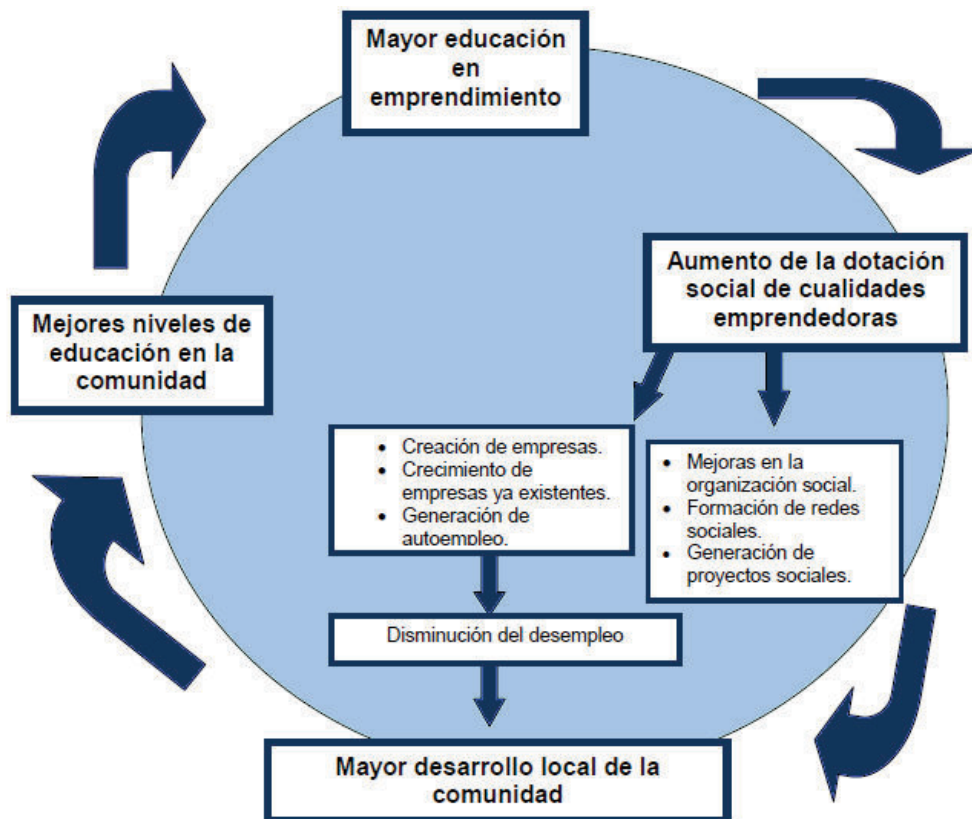 Mayor educación
en
emprendimiento
Aumento de la dotación
social de cualidades
emprendedoras
Mejores niveles de
educación en la
comunidad
• Creación de empresas.
• Crecimiento de
empresas ya existentes.
• Generación de
autoempleo.
• Mejoras en la
organización social.
• Formación de redes
sociales.
• Generación de
proyectos sociales.
Disminución del desempleo
Mayor desarrollo local de la
comunidad